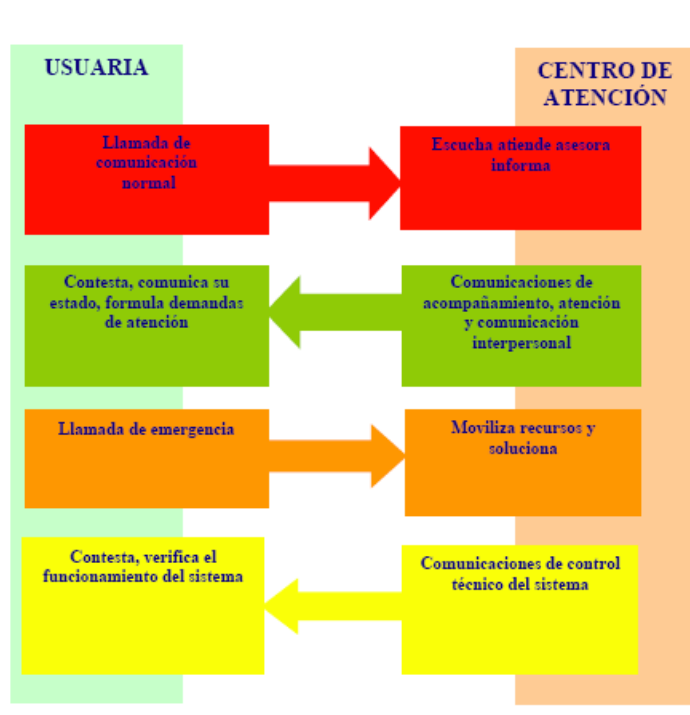 USUARIA
CENTRO DE
ATENCIÓN
Llamada de
comunicación
normal
Escucha atiende asesora
informa
Contesta, comunica su
estado, formula demandas
de atención
Comunicaciones de
acompañamiento, atención
y comunicación
interpersonal
Llamada de emergencia
Moviliza recursos y
soluciona
Contesta, verifica el
funcionamiento del sistema
Comunicaciones de control
técnico del sistema